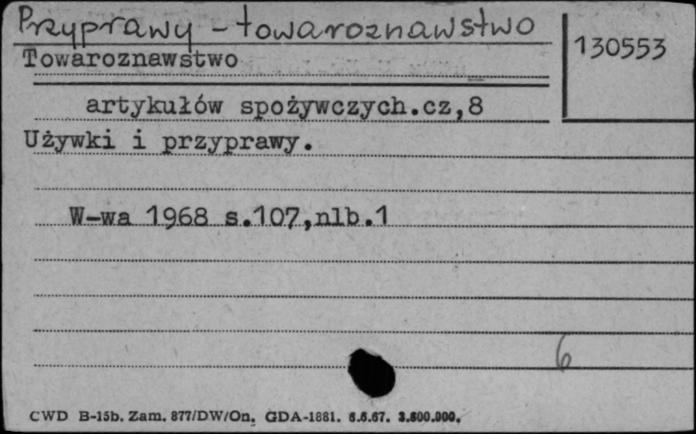 Przyprawy - towaroznawstwo
130553
Towaroznawstwo
artykułów spożywczych.cz,8
Używki i przyprawy.
W-wa 1968 s.107,nlb.1
6
CWD B-15b. Zam. 877/DW/On. GDA-1881. 6.6.67. 3.800.000.